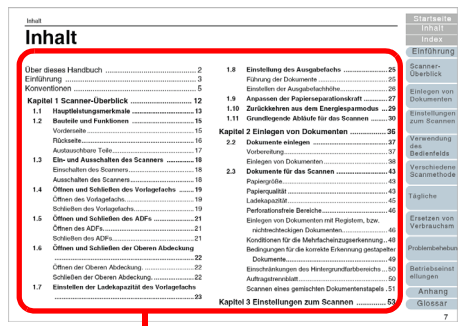 Inhalt
Inhalt
Über dieses Handbuch ... 2
Einführung ... 3
Konventionen ... 5
Kapitel 1 Scanner-Überblick ... 12
1.1 Hauptleistungsmerkmale ... 13
1.2 Bauteile und Funktionen ... 15
Vorderseite ... 15
Rückseite ... 16
Austauschbare Teile ... 17
1.3 Ein- und Ausschalten des Scanners ... 18
Einschalten des Scanners ... 18
Ausschalten des Scanners ... 18
1.4 Öffnen und Schließen des Vorlagefachs ... 19
Öffnen des Vorlagefachs ... 19
Schließen des Vorlagefachs ... 19
1.5 Öffnen und Schließen des ADFs ... 21
Öffnen des ADFs ... 21
Schließen des ADFs ... 21
1.6 Öffnen und Schließen der Oberen Abdeckung
... 22
Öffnen der Oberen Abdeckung. ... 22
Schließen der Oberen Abdeckung. ... 22
1.7 Einstellen der Ladekapazität des Vorlagefachs
... 23
1.8 Einstellung des Ausgabefachs ... 25
Führung der Dokumente ... 25
Einstellen der Ausgabefachhöhe ... 26
1.9 Anpassen der Papierseparationskraft ... 27
1.10 Zurückkehren aus dem Energiesparmodus ... 29
1.11 Grundlegende Abläufe für das Scannen ... 30
Kapitel 2 Einlegen von Dokumenten ... 36
2.2 Dokumente einlegen ... 37
Vorbereitung ... 37
Einlegen von Dokumenten ... 38
2.3 Dokumente für das Scannen ... 43
Papiergröße ... 43
Papierqualität ... 43
Ladekapazität ... 45
Perforationsfreie Bereiche ... 46
Einlegen von Dokumenten mit Registern, bzw.
nichtrechteckigen Dokumenten ... 46
Konditionen für die Mehrfacheinzugserkennung ... 48
Bedingungen für die korrekte Erkennung gestapelter
Dokumente ... 49
Einschränkungen des Hintergrundfarbbereichs ... 50
Auftragstrennblatt ... 50
Scannen eines gemischten Dokumentenstapels . 51
Kapitel 3 Einstellungen zum Scannen ... 53
Startseite
Inhalt
Index
Einführung
Scanner-
Überblick
Einlegen von
Dokumenten
Einstellungen
zum Scannen
Verwendung
des
Bedienfelds
Verschiedene
Scanmethode
Tägliche
Ersetzen von
Verbrauchsm
Problembehebun
Betriebseinst
ellungen
Anhang
Glossar
7